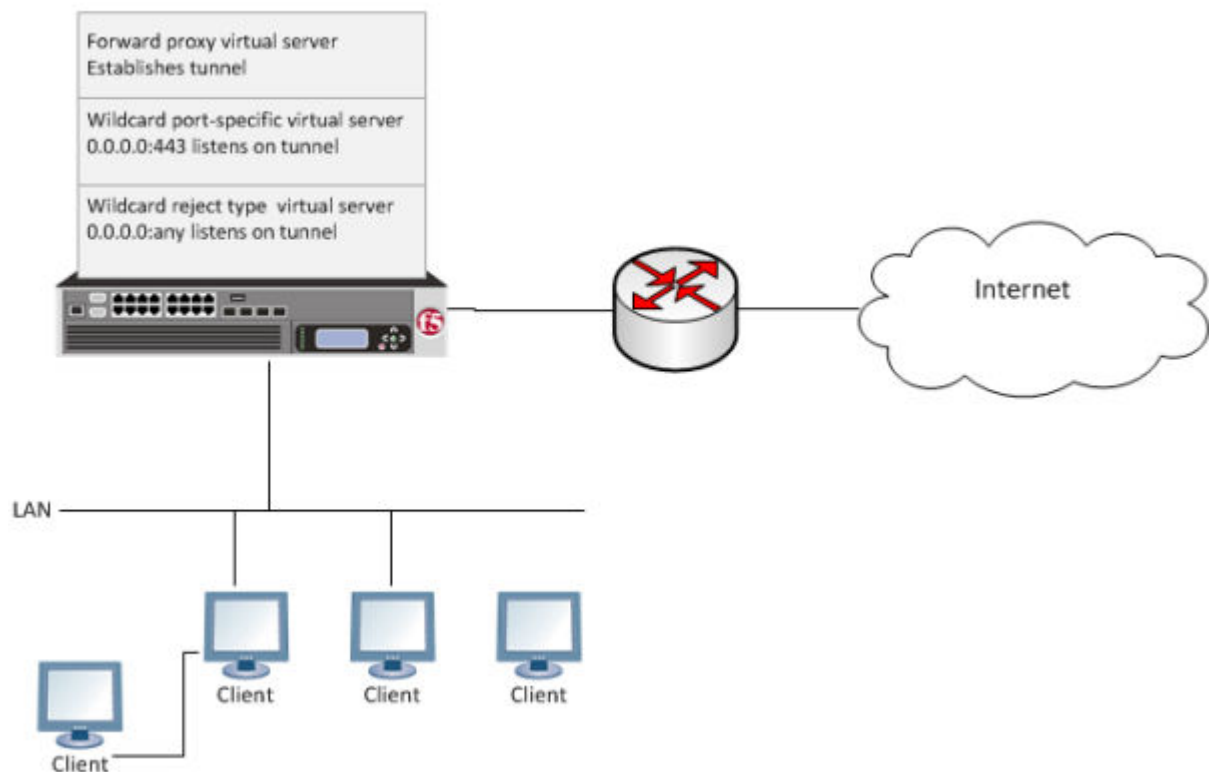 Forward proxy virtual server
Establishes tunnel
Wildcard port-specific virtual server
0.0.0.0:443 listens on tunnel
Wildcard reject type virtual server
0.0.0.0:any listens on tunnel
f5
Internet
LAN
Client
Client
Client
Client